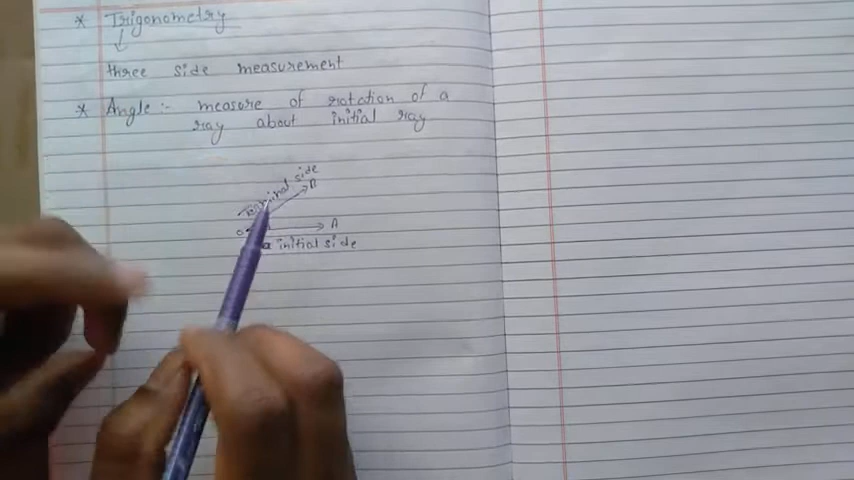 * Trigonometry
↓
three side measurement
* Angle :- measure of rotation of a
ray about initial ray
Terminal side
B
O
A
initial side